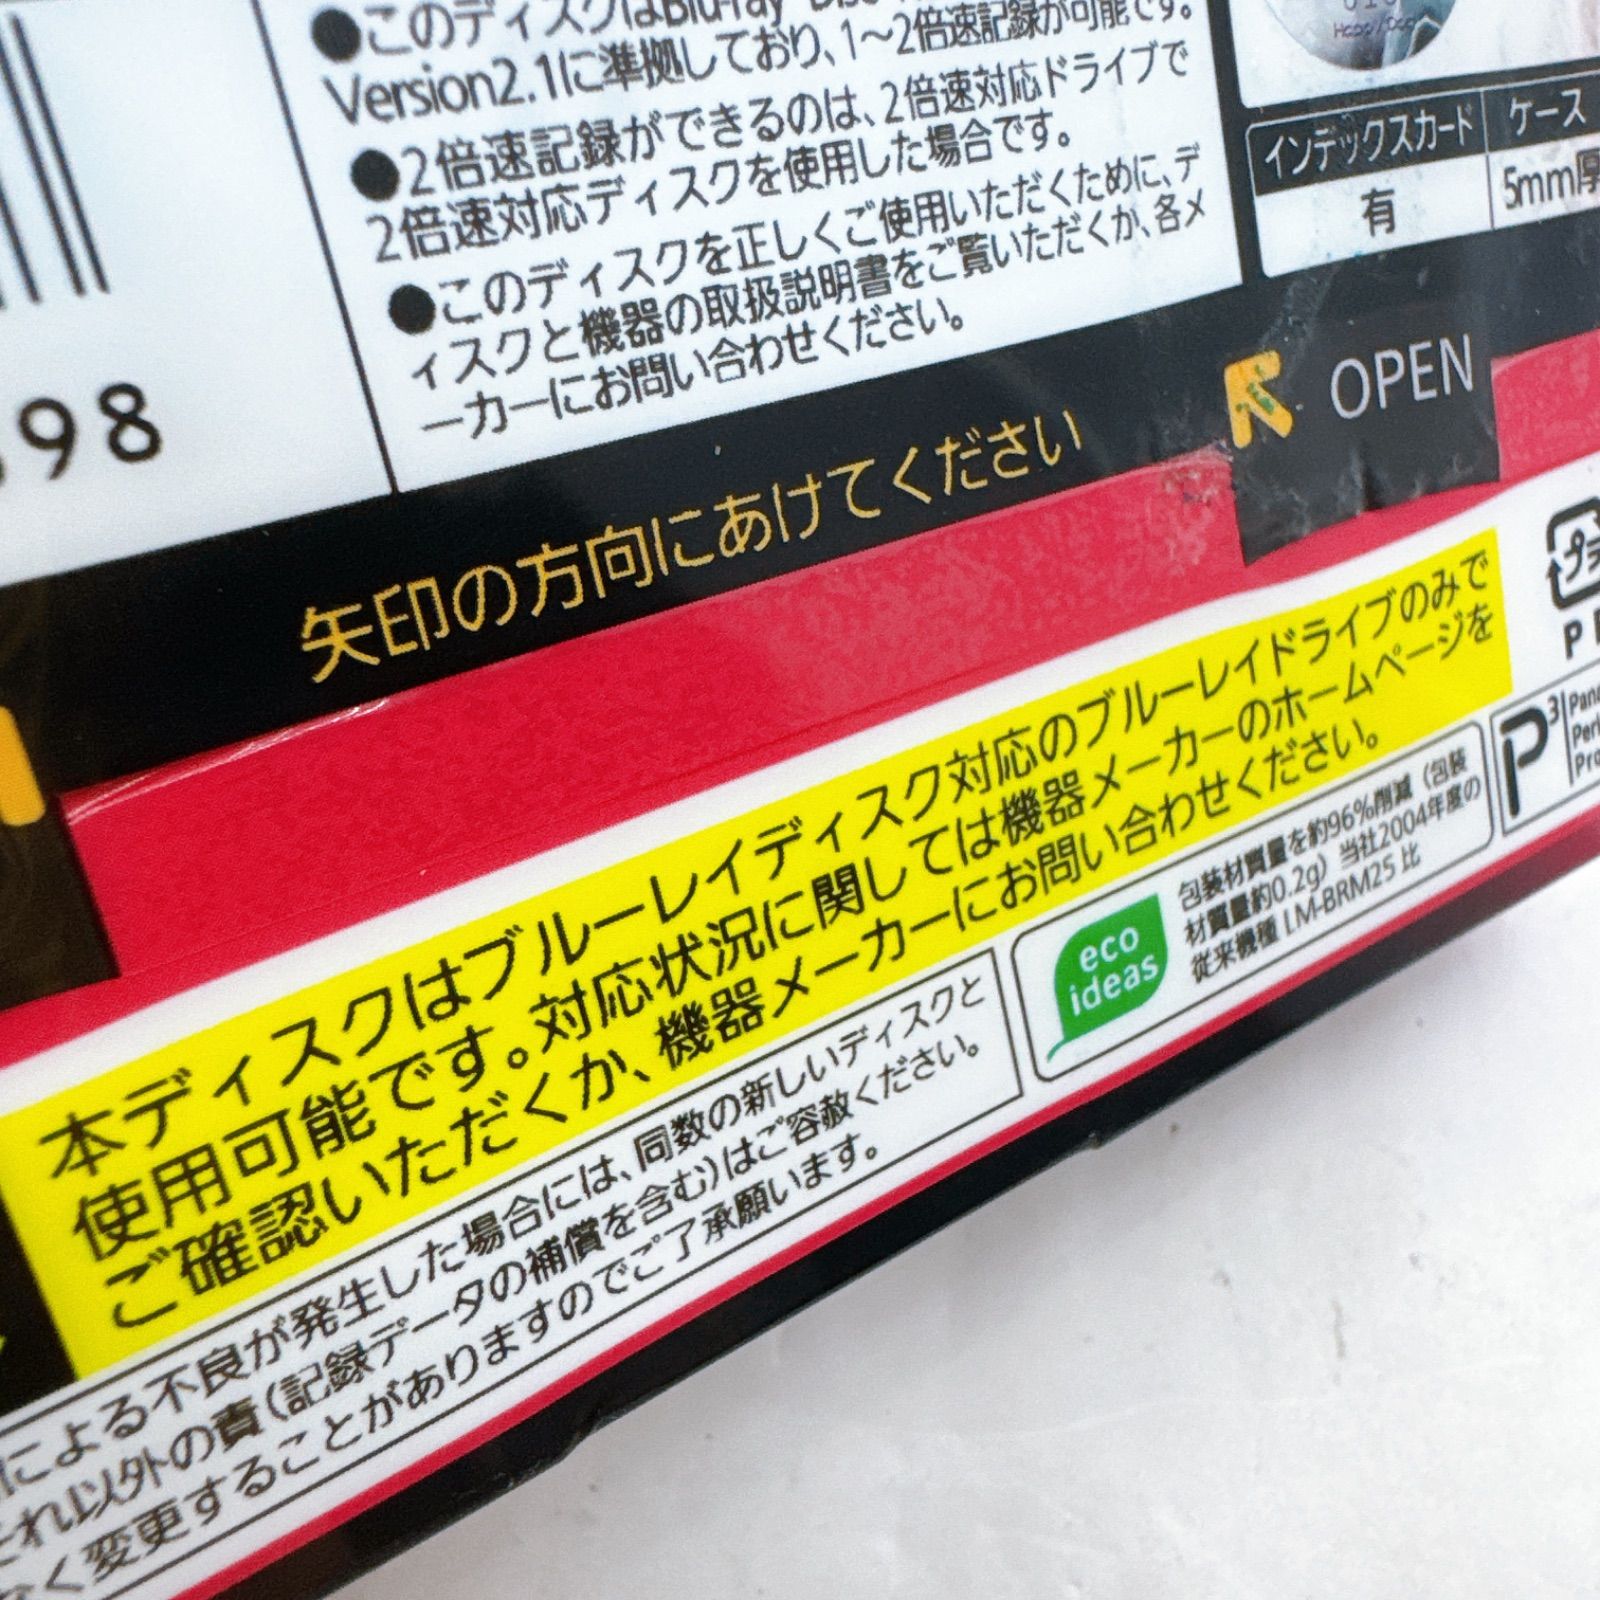 ●このディスクはBlu-ray Disc
Version2.1に準拠しており、1〜2倍速記録が可能です。
●2倍速記録ができるのは、2倍速対応ドライブで
2倍速対応ディスクを使用した場合です。
●このディスクを正しくご使用いただくために、デ
ィスクと機器の取扱説明書をご覧いただくか、各メ
ーカーにお問い合わせください。
98
インデックスカード ケース
有 5mm厚
OPEN
矢印の方向にあけてください
本ディスクはブルーレイディスク対応のブルーレイドライブのみで
使用可能です。対応状況に関しては機器メーカーのホームページを
ご確認いただくか、機器メーカーにお問い合わせください。
プラ
P
による不良が発生した場合には、同数の新しいディスクと
それ以外の責(記録データの補償を含む)はご容赦ください。
なく変更することがありますのでご了承願います。
eco
ideas
包装材質量を約96%削減(包装
材質量約0.2g)当社2004年度の
従来機種 LM-BRM25 比
P3